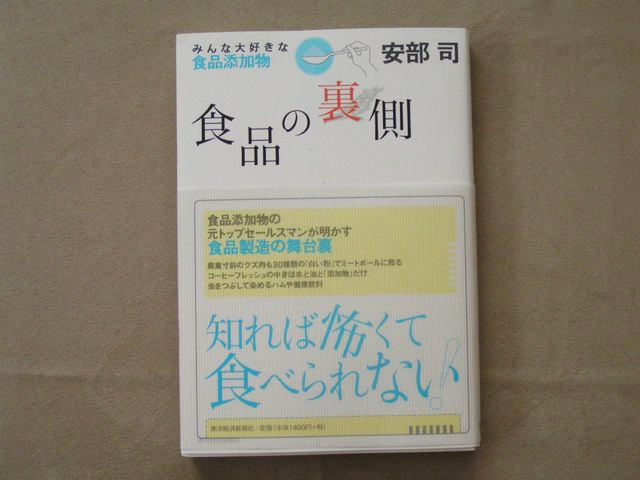 みんな大好きな
食品添加物
安部 司
食品の裏側
食品添加物の
元トップセールスマンが明かす
食品製造の舞台裏
廃棄寸前のクズ肉も30種類の「白い粉」でミートボールに甦る
コーヒーフレッシュの中身は水と油と「添加物」だけ
虫をつぶして染めるハムや健康飲料
知れば怖くて
食べられない!
東洋経済新報社/定価(本体1400円+税)